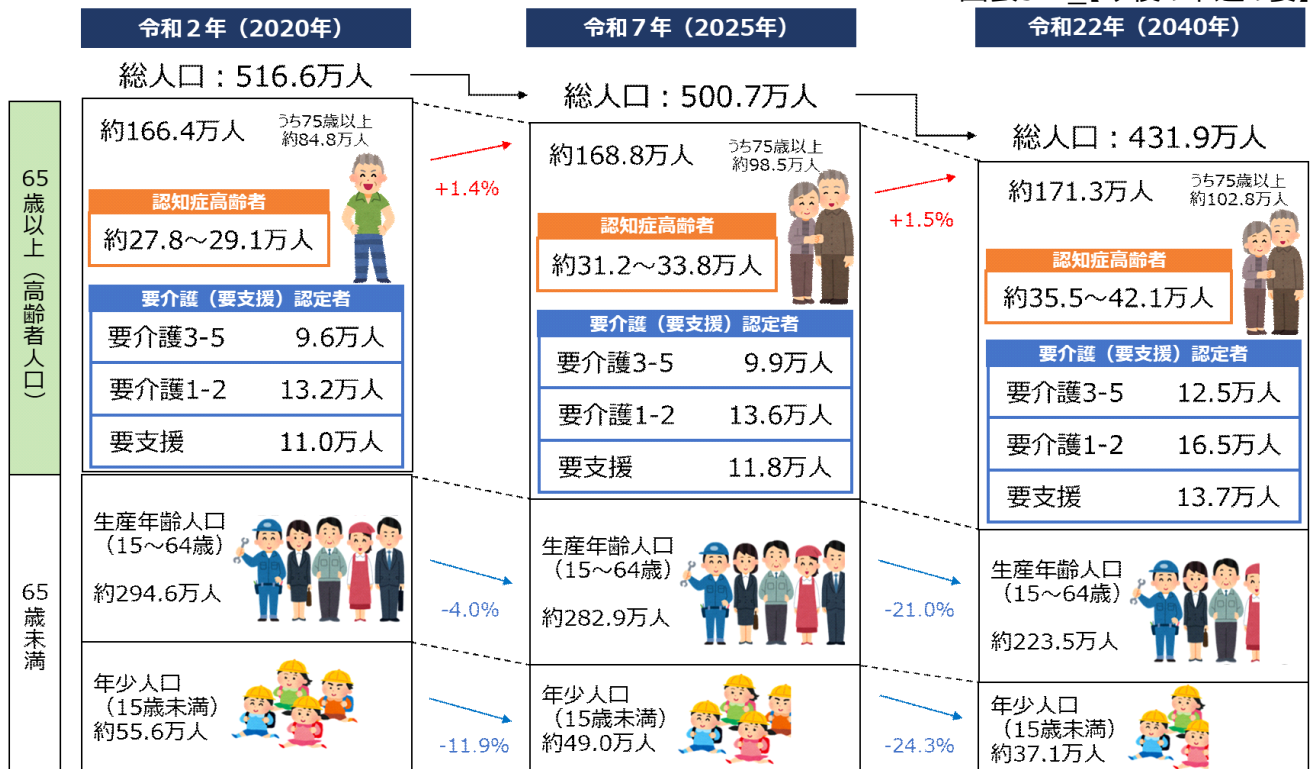 令和２年（2020年）
総人口：516.6万人
65歳以上（高齢者人口）
約166.4万人
うち75歳以上
約84.8万人
認知症高齢者
約27.8～29.1万人
要介護（要支援）認定者
要介護3-5 9.6万人
要介護1-2 13.2万人
要支援 11.0万人
65歳未満
生産年齢人口
（15～64歳）
約294.6万人
年少人口
（15歳未満）
約55.6万人
+1.4%
-4.0%
-11.9%
令和７年（2025年）
総人口：500.7万人
約168.8万人
うち75歳以上
約98.5万人
認知症高齢者
約31.2～33.8万人
要介護（要支援）認定者
要介護3-5 9.9万人
要介護1-2 13.6万人
要支援 11.8万人
生産年齢人口
（15～64歳）
約282.9万人
年少人口
（15歳未満）
約49.0万人
+1.5%
-21.0%
-24.3%
令和22年（2040年）
総人口：431.9万人
約171.3万人
うち75歳以上
約102.8万人
認知症高齢者
約35.5～42.1万人
要介護（要支援）認定者
要介護3-5 12.5万人
要介護1-2 16.5万人
要支援 13.7万人
生産年齢人口
（15～64歳）
約223.5万人
年少人口
（15歳未満）
約37.1万人